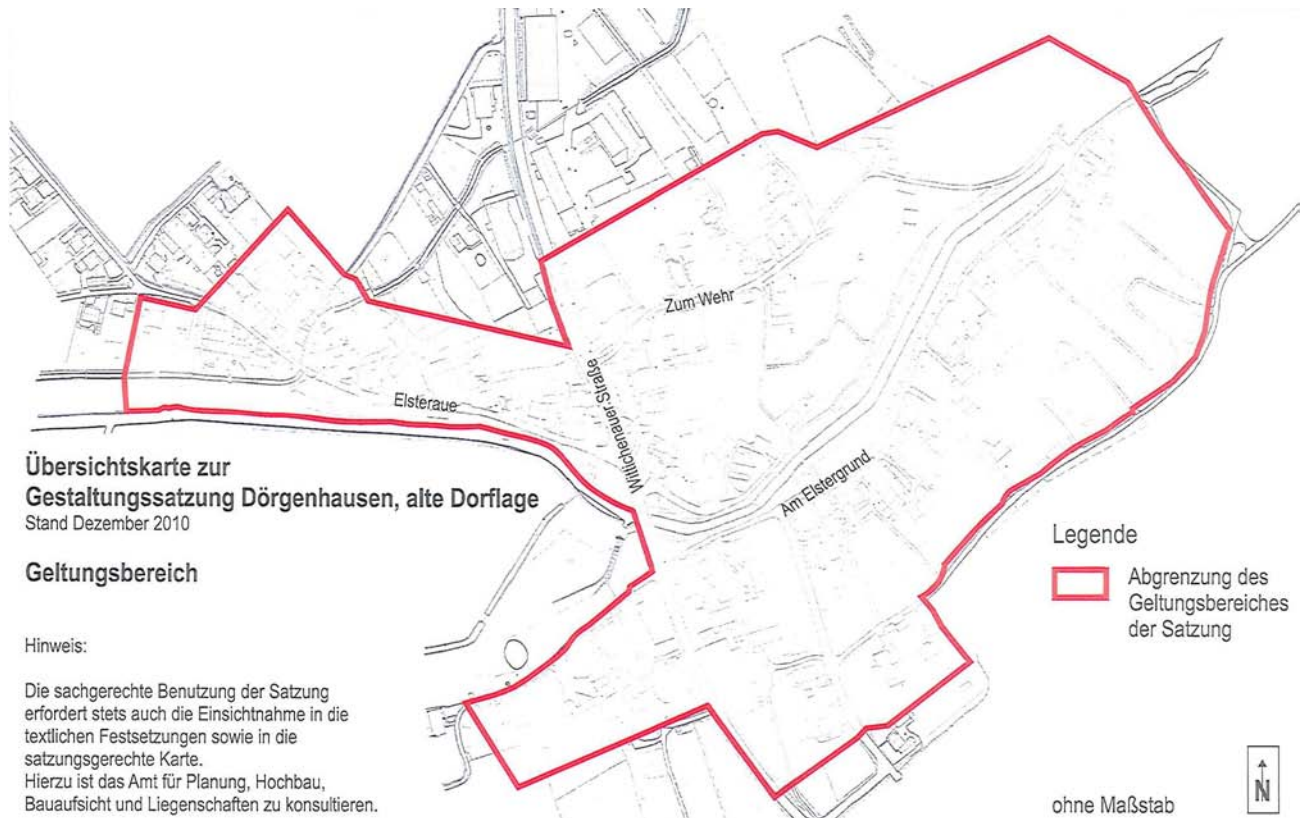 Zum Wehr
Elsteraue
Wittichenauer Straße
Am Elstergrund
Übersichtskarte zur
Gestaltungssatzung Dörgenhausen, alte Dorflage
Stand Dezember 2010
Geltungsbereich
Hinweis:
Die sachgerechte Benutzung der Satzung
erfordert stets auch die Einsichtnahme in die
textlichen Festsetzungen sowie in die
satzungsgerechte Karte.
Hierzu ist das Amt für Planung, Hochbau,
Bauaufsicht und Liegenschaften zu konsultieren.
Legende
Abgrenzung des
Geltungsbereiches
der Satzung
ohne Maßstab
N